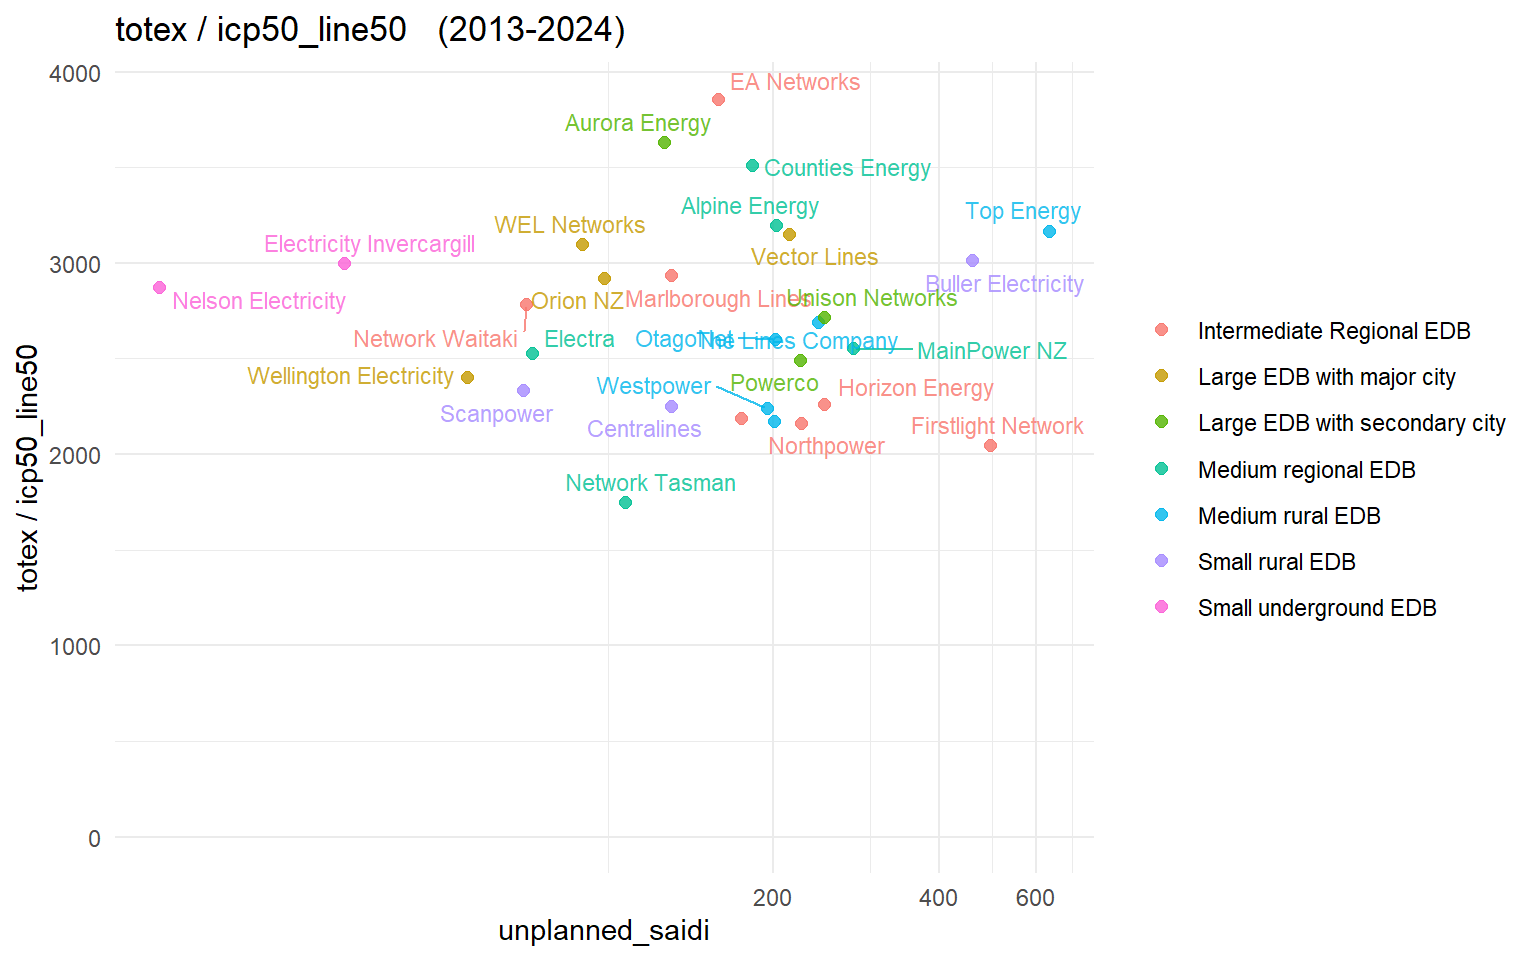 totex / icp50_line50   (2013-2024)
totex / icp50_line50
4000
3000
2000
1000
0
EA Networks
Aurora Energy
Counties Energy
Alpine Energy
Top Energy
WEL Networks
Electricity Invercargill
Vector Lines
Buller Electricity
Nelson Electricity
Orion NZ
Marlborough Lines
Unison Networks
Network Waitaki
Electra
OtagoNet
The Lines Company
MainPower NZ
Wellington Electricity
Westpower
Powerco
Horizon Energy
Scanpower
Centralines
Firstlight Network
Northpower
Network Tasman
200
400
600
unplanned_saidi
Intermediate Regional EDB
Large EDB with major city
Large EDB with secondary city
Medium regional EDB
Medium rural EDB
Small rural EDB
Small underground EDB